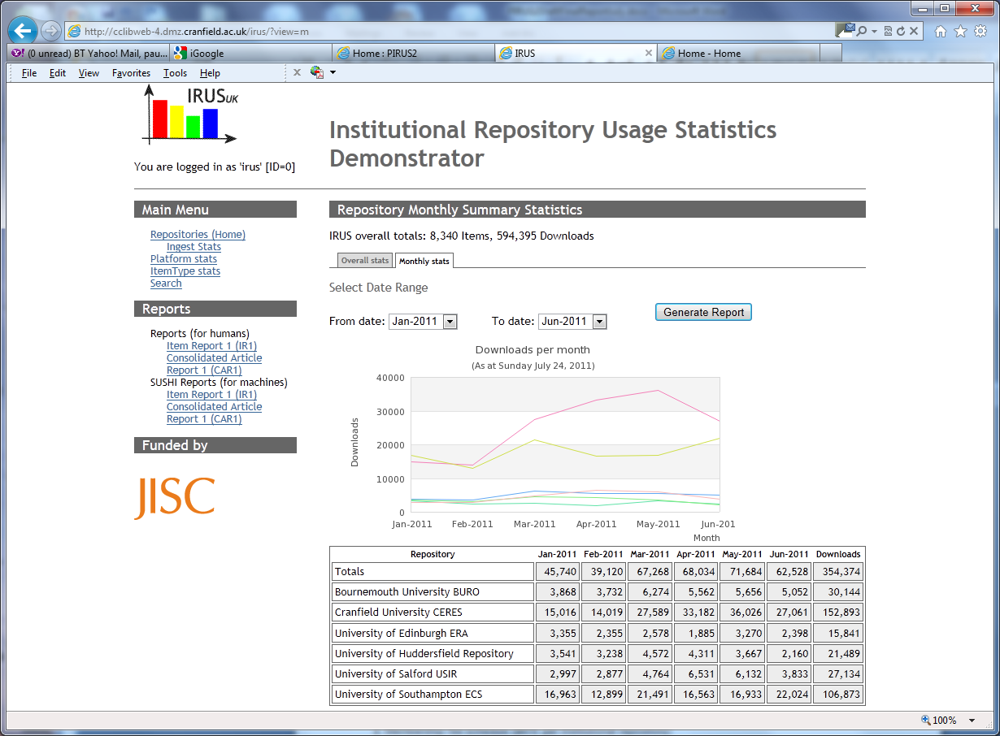 http://cclibweb-4.dmz.cranfield.ac.uk/irus/?view=m
(0 unread) BT Yahoo! Mail, pau... iGoogle Home : PIRUS2 IRUS Home - Home
File Edit View Favorites Tools Help
IRUSUK
Institutional Repository Usage Statistics
Demonstrator
You are logged in as 'irus' [ID=0]
Main Menu
Repositories (Home)
Ingest Stats
Platform stats
ItemType stats
Search
Reports
Reports (for humans)
Item Report 1 (IR1)
Consolidated Article
Report 1 (CAR1)
SUSHI Reports (for machines)
Item Report 1 (IR1)
Consolidated Article
Report 1 (CAR1)
Funded by
JISC
Repository Monthly Summary Statistics
IRUS overall totals: 8,340 Items, 594,395 Downloads
Overall stats Monthly stats
Select Date Range
From date: Jan-2011 To date: Jun-2011 Generate Report
Downloads per month
(As at Sunday July 24, 2011)
Downloads
40000
30000
20000
10000
0
Jan-2011 Feb-2011 Mar-2011 Apr-2011 May-2011 Jun-201
Month
Repository Jan-2011 Feb-2011 Mar-2011 Apr-2011 May-2011 Jun-2011 Downloads
Totals 45,740 39,120 67,268 68,034 71,684 62,528 354,374
Bournemouth University BURO 3,868 3,732 6,274 5,562 5,656 5,052 30,144
Cranfield University CERES 15,016 14,019 27,589 33,182 36,026 27,061 152,893
University of Edinburgh ERA 3,355 2,355 2,578 1,885 3,270 2,398 15,841
University of Huddersfield Repository 3,541 3,238 4,572 4,311 3,667 2,160 21,489
University of Salford USIR 2,997 2,877 4,764 6,531 6,132 3,833 27,134
University of Southampton ECS 16,963 12,899 21,491 16,563 16,933 22,024 106,873
100%